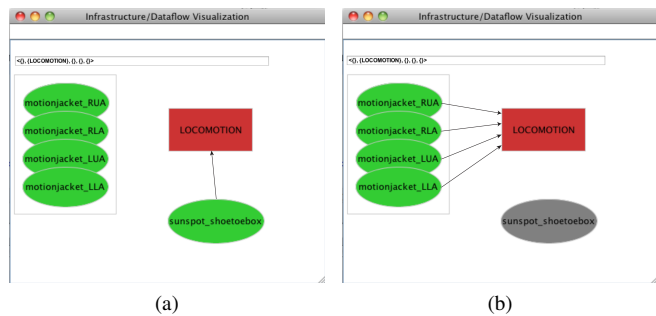 Infrastructure/Dataflow Visualization
<{}, {LOCOMOTION}, {}, {}, {}>
motionjacket_RUA
motionjacket_RLA
LOCOMOTION
motionjacket_LUA
motionjacket_LLA
sunspot_shoetoebox
(a)
Infrastructure/Dataflow Visualization
<{}, {LOCOMOTION}, {}, {}, {}>
motionjacket_RUA
motionjacket_RLA
LOCOMOTION
motionjacket_LUA
motionjacket_LLA
sunspot_shoetoebox
(b)